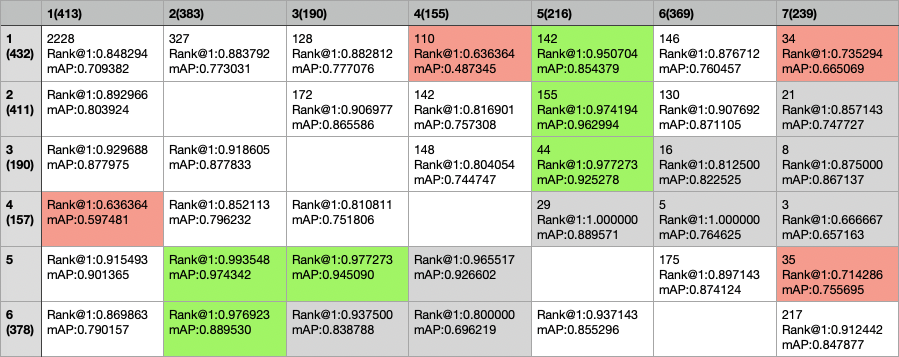 1(413) 2(383) 3(190) 4(155) 5(216) 6(369) 7(239)
1 2228 327 128 110 142 146 34
(432) Rank@1:0.848294 Rank@1:0.883792 Rank@1:0.882812 Rank@1:0.636364 Rank@1:0.950704 Rank@1:0.876712 Rank@1:0.735294
mAP:0.709382 mAP:0.773031 mAP:0.777076 mAP:0.487345 mAP:0.854379 mAP:0.760457 mAP:0.665069
2 Rank@1:0.892966 172 142 155 130 21
(411) mAP:0.803924 Rank@1:0.906977 Rank@1:0.816901 Rank@1:0.974194 Rank@1:0.907692 Rank@1:0.857143
mAP:0.865586 mAP:0.757308 mAP:0.962994 mAP:0.871105 mAP:0.747727
3 Rank@1:0.929688 Rank@1:0.918605 148 44 16 8
(190) mAP:0.877975 mAP:0.877833 Rank@1:0.804054 Rank@1:0.977273 Rank@1:0.812500 Rank@1:0.875000
mAP:0.744747 mAP:0.925278 mAP:0.822525 mAP:0.867137
4 Rank@1:0.636364 Rank@1:0.852113 Rank@1:0.810811 29 5 3
(157) mAP:0.597481 mAP:0.796232 mAP:0.751806 Rank@1:1.000000 Rank@1:1.000000 Rank@1:0.666667
mAP:0.889571 mAP:0.764625 mAP:0.657163
5 Rank@1:0.915493 Rank@1:0.993548 Rank@1:0.977273 Rank@1:0.965517 175 35
mAP:0.901365 mAP:0.974342 mAP:0.945090 mAP:0.926602 Rank@1:0.897143 Rank@1:0.714286
mAP:0.874124 mAP:0.755695
6 Rank@1:0.869863 Rank@1:0.976923 Rank@1:0.937500 Rank@1:0.800000 Rank@1:0.937143 217
(378) mAP:0.790157 mAP:0.889530 mAP:0.838788 mAP:0.696219 mAP:0.855296 Rank@1:0.912442
mAP:0.847877